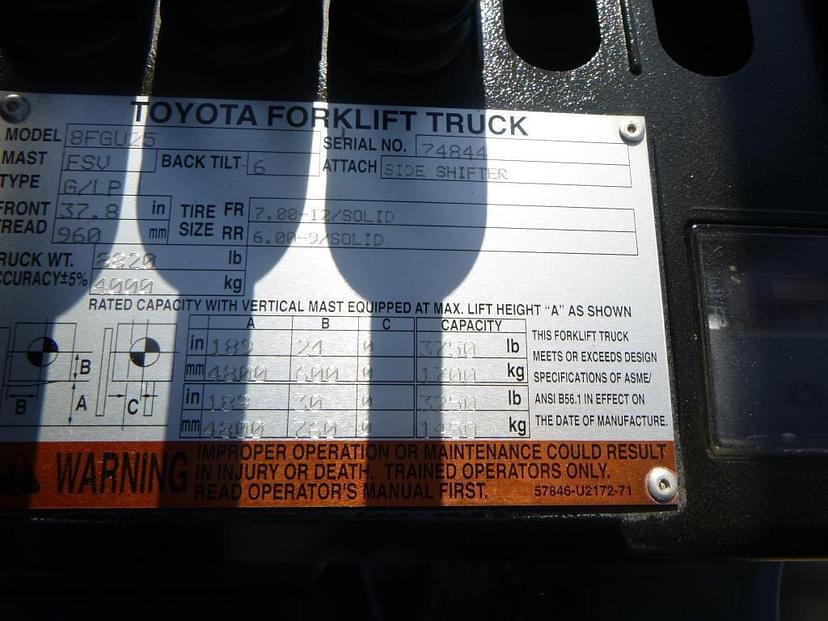 TOYOTA FORKLIFT TRUCK
MODEL 8FGU25 SERIAL NO. 74844
MAST FSV BACK TILT 6 ATTACH SIDE SHIFTER
TYPE G/LP
FRONT 37.8 in TIRE FR 7.00-12/SOLID
TREAD 960 mm SIZE RR 6.00-9/SOLID
TRUCK WT. 8820 lb
ACCURACY±5% 4000 kg
RATED CAPACITY WITH VERTICAL MAST EQUIPPED AT MAX. LIFT HEIGHT "A" AS SHOWN
A B C CAPACITY
in 189 24 0 3750 lb
mm 4800 600 0 1700 kg
in 189 30 0 3250 lb
mm 4800 760 0 1450 kg
B
B A C
THIS FORKLIFT TRUCK
MEETS OR EXCEEDS DESIGN
SPECIFICATIONS OF ASME/
ANSI B56.1 IN EFFECT ON
THE DATE OF MANUFACTURE.
WARNING
IMPROPER OPERATION OR MAINTENANCE COULD RESULT
IN INJURY OR DEATH. TRAINED OPERATORS ONLY.
READ OPERATOR'S MANUAL FIRST. 57846-U2172-71